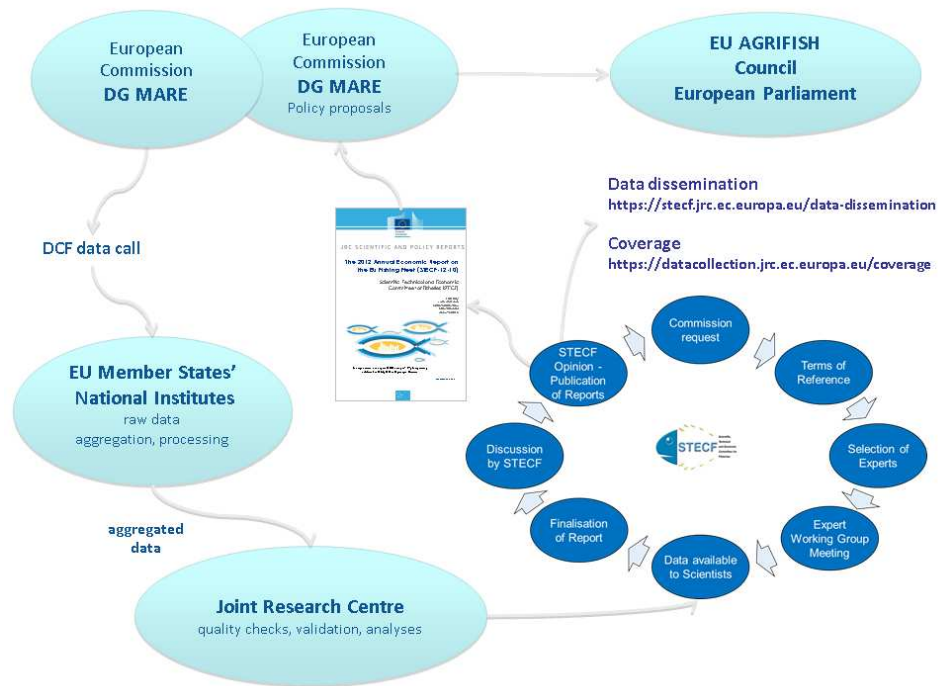 European
Commission
DG MARE
European
Commission
DG MARE
Policy proposals
EU AGRIFISH
Council
European Parliament
Data dissemination
https://stecf.jrc.ec.europa.eu/data-dissemination
Coverage
https://datacollection.jrc.ec.europa.eu/coverage
DCF data call
JRC SCIENTIFIC AND POLICY REPORTS
The 2012 Annual Economic Report on
the EU Fishing Fleet (STECF-12-10)
Scientific, Technical and Economic
Committee for Fisheries (STECF)
EU Member States'
National Institutes
raw data
aggregation, processing
aggregated
data
Joint Research Centre
quality checks, validation, analyses
Commission
request
Terms of
Reference
Selection of
Experts
Expert
Working Group
Meeting
Data available
to Scientists
Finalisation
of Report
Discussion
by STECF
STECF
Opinion -
Publication
of Reports
STECF